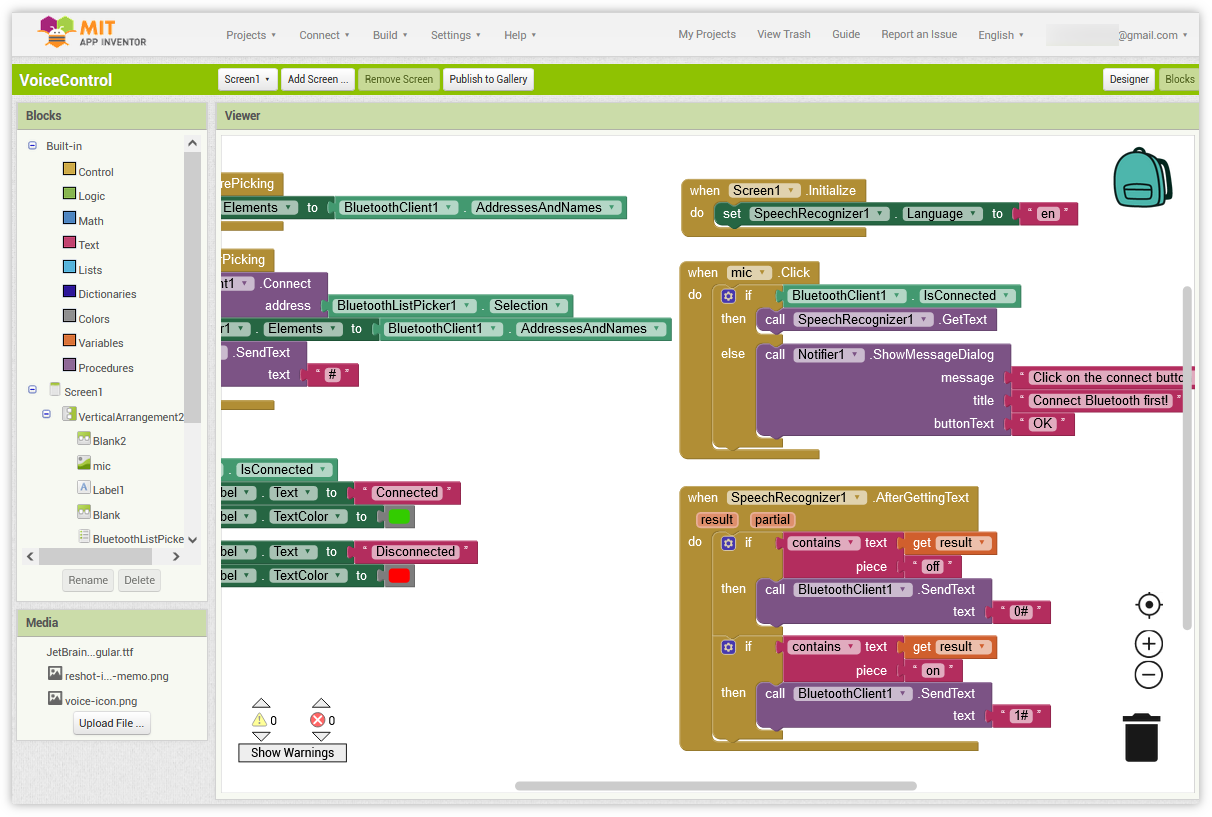 MIT
APP INVENTOR
Projects Connect Build Settings Help My Projects View Trash Guide Report an Issue English @gmail.com
VoiceControl Screen1 Add Screen ... Remove Screen Publish to Gallery Designer Blocks
Blocks
Built-in
Control
Logic
Math
Text
Lists
Dictionaries
Colors
Variables
Procedures
Screen1
VerticalArrangement2
Blank2
mic
Label1
Blank
BluetoothListPicke
Rename Delete
Media
JetBrain...gular.ttf
reshot-i...-memo.png
voice-icon.png
Upload File ...
Viewer
rePicking
Elements to BluetoothClient1 . AddressesAndNames
rPicking
nt1 .Connect
address BluetoothListPicker1 . Selection
r1 . Elements to BluetoothClient1 . AddressesAndNames
.SendText
text “ # ”
. IsConnected
bel . Text to “ Connected ”
bel . TextColor to
bel . Text to “ Disconnected ”
bel . TextColor to
0 0
Show Warnings
when Screen1 .Initialize
do set SpeechRecognizer1 . Language to “ en ”
when mic .Click
do if BluetoothClient1 . IsConnected
then call SpeechRecognizer1 .GetText
else call Notifier1 .ShowMessageDialog
message “ Click on the connect butto
title “ Connect Bluetooth first! ”
buttonText “ OK ”
when SpeechRecognizer1 .AfterGettingText
result partial
do if contains text get result
piece “ off ”
then call BluetoothClient1 .SendText
text “ 0# ”
if contains text get result
piece “ on ”
then call BluetoothClient1 .SendText
text “ 1# ”